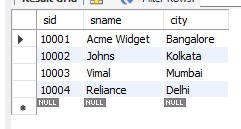 Result Grid Filter Rows:
sid sname city
10001 Acme Widget Bangalore
10002 Johns Kolkata
10003 Vimal Mumbai
10004 Reliance Delhi
NULL NULL NULL